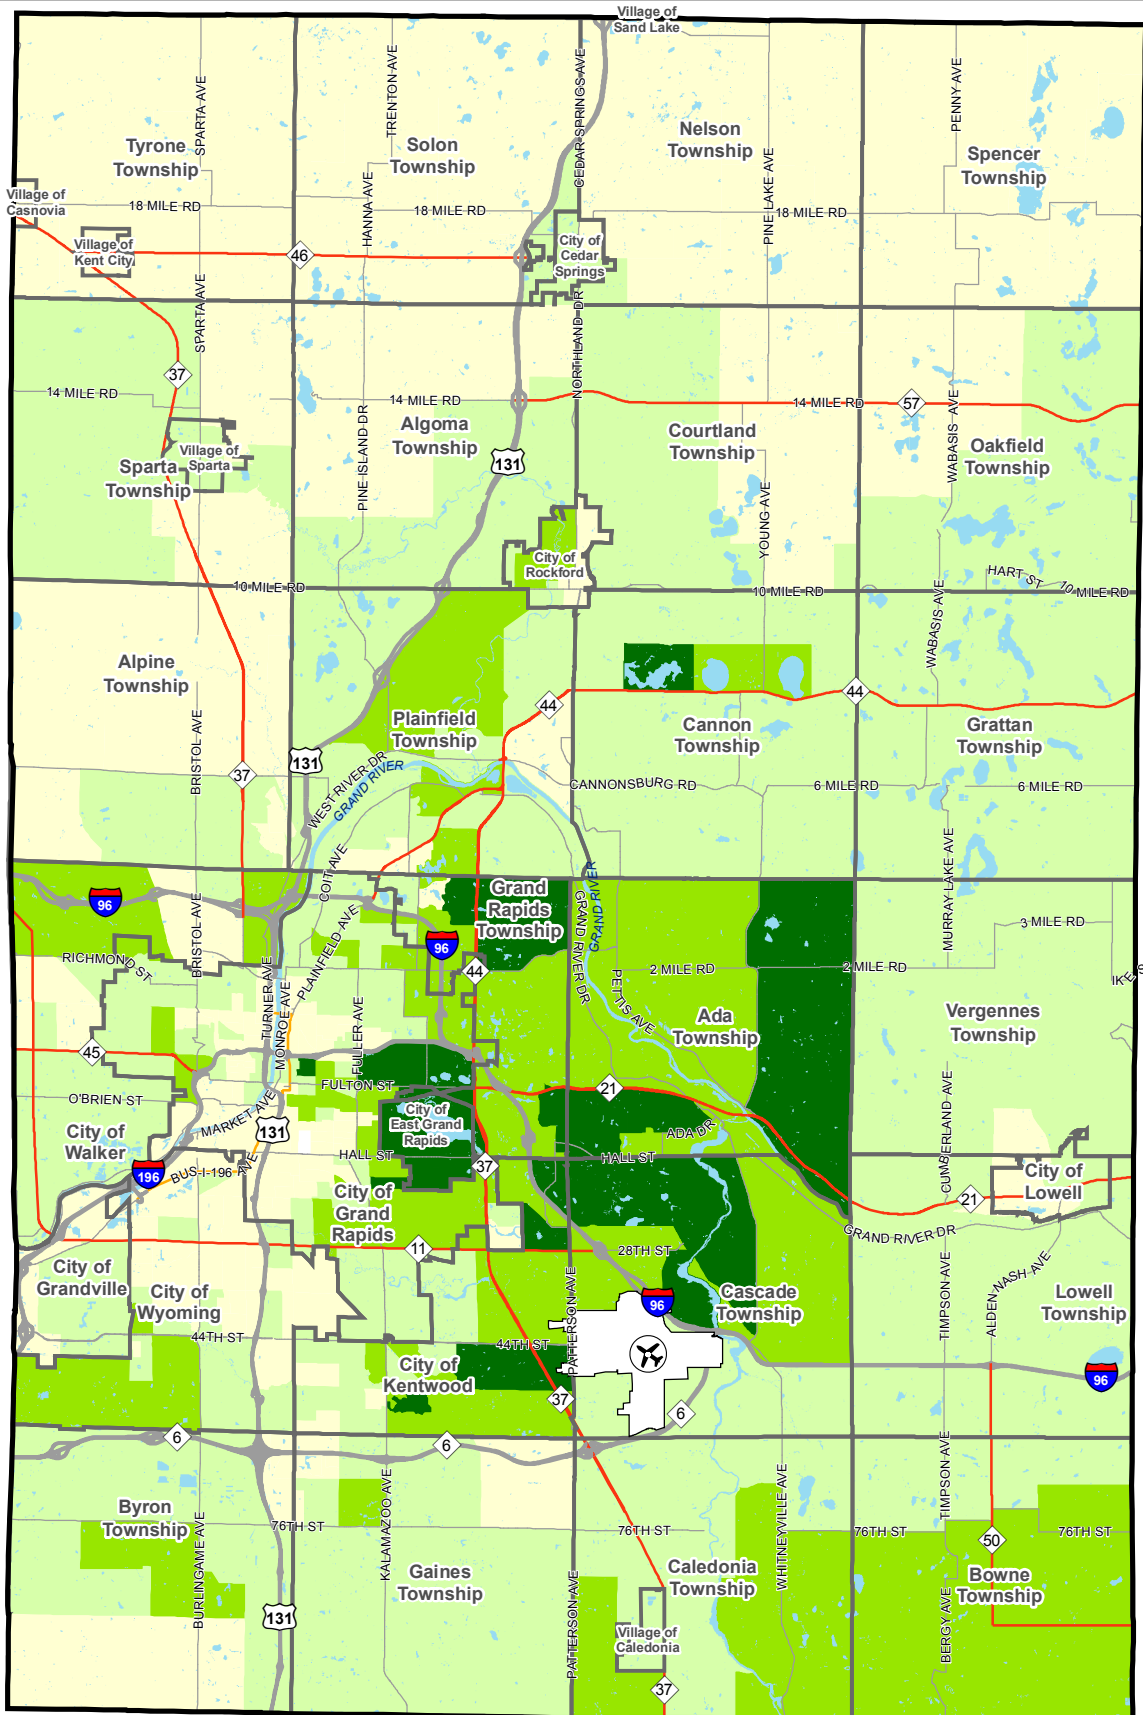 Village of
Sand Lake
SPARTA AVE
TRENTON AVE
CEDAR SPRINGS AVE
PENNY AVE
Tyrone
Township
Solon
Township
Nelson
Township
Spencer
Township
PINE LAKE AVE
HANNA AVE
Village of
Casnovia
18 MILE RD
18 MILE RD
18 MILE RD
Village of
Kent City
46
City of
Cedar
Springs
SPARTA AVE
NORTHLAND DR
37
14 MILE RD
14 MILE RD
14 MILE RD
57
WABASIS AVE
PINE ISLAND DR
Algoma
Township
Courtland
Township
Oakfield
Township
Village of
Sparta
Sparta
Township
131
YOUNG AVE
City of
Rockford
10 MILE RD
10 MILE RD
HART ST
10 MILE RD
WABASIS AVE
Alpine
Township
44
44
Plainfield
Township
Cannon
Township
Grattan
Township
BRISTOL AVE
131
37
WEST RIVER DR
GRAND RIVER
CANNONSBURG RD
6 MILE RD
6 MILE RD
COIT AVE
MURRAY LAKE AVE
96
BRISTOL AVE
PLAINFIELD AVE
Grand
Rapids
Township
GRAND RIVER DR
GRAND RIVER
3 MILE RD
96
RICHMOND ST
44
2 MILE RD
2 MILE RD
IKE S
TURNER AVE
MONROE AVE
FULLER AVE
PETTIS AVE
Ada
Township
Vergennes
Township
45
FULTON ST
21
O'BRIEN ST
MARKET AVE
131
City of
East Grand
Rapids
ADA DR
CUMBERLAND AVE
City of
Walker
HALL ST
HALL ST
196
BUS-I-196
AVE
37
City of
Lowell
21
City of
Grand
Rapids
GRAND RIVER DR
11
28TH ST
City of
Grandville
City of
Wyoming
PATTERSON AVE
96
Cascade
Township
TIMPSON AVE
ALDEN NASH AVE
Lowell
Township
44TH ST
44TH ST
City of
Kentwood
37
96
6
6
6
KALAMAZOO AVE
WHITNEYVILLE AVE
TIMPSON AVE
Byron
Township
76TH ST
76TH ST
76TH ST
76TH ST
50
BURLINGAME AVE
Gaines
Township
PATTERSON AVE
Caledonia
Township
Bowne
Township
131
Village of
Caledonia
BERGY AVE
37